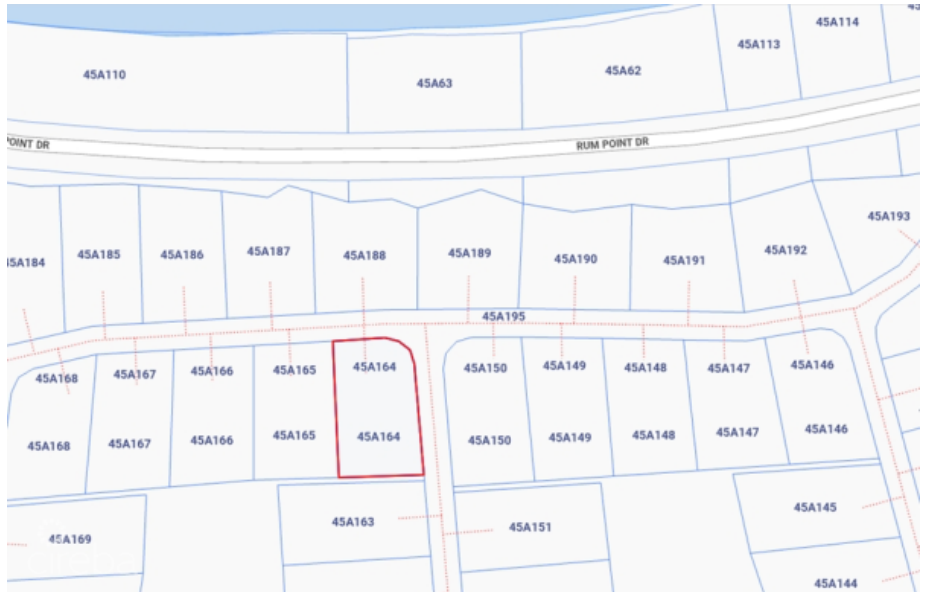 45A114
45A113
45A110
45A63
45A62
POINT DR
RUM POINT DR
45A193
45A184
45A185
45A186
45A187
45A188
45A189
45A190
45A191
45A192
45A195
45A168
45A167
45A166
45A165
45A164
45A150
45A149
45A148
45A147
45A146
45A168
45A167
45A166
45A165
45A164
45A150
45A149
45A148
45A147
45A146
45A169
45A163
45A151
45A145
45A144